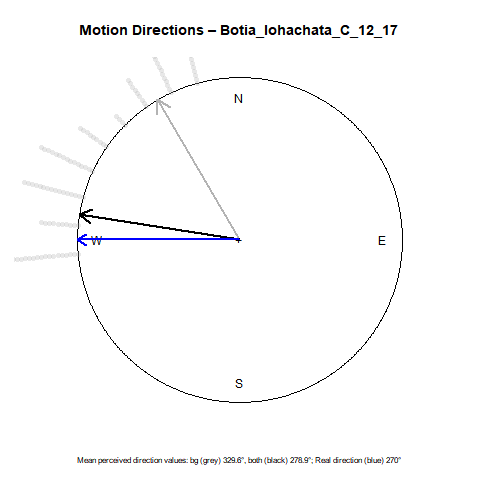 Motion Directions – Botia_lohachata_C_12_17
N
W
E
S
Mean perceived direction values: bg (grey) 329.6°, both (black) 278.9°; Real direction (blue) 270°